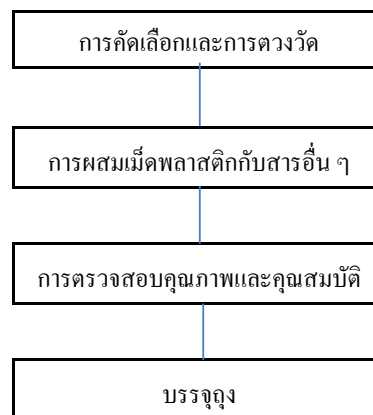 การคัดเลือกและการตวงวัด
การผสมเม็ดพลาสติกกับสารอื่น ๆ
การตรวจสอบคุณภาพและคุณสมบัติ
บรรจุถุง